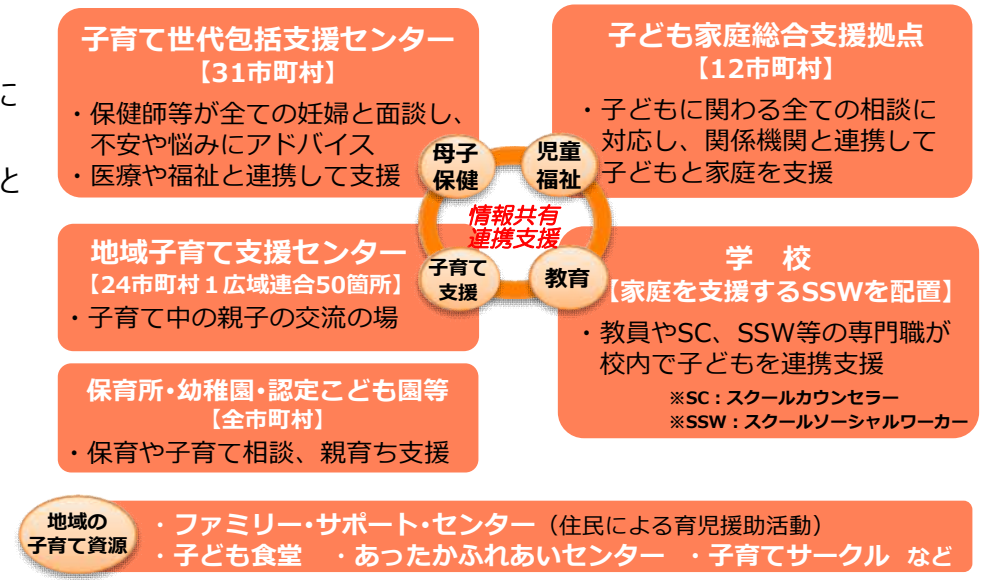 に
と
子育て世代包括支援センター
【31市町村】
・保健師等が全ての妊婦と面談し、
不安や悩みにアドバイス
・医療や福祉と連携して支援
子ども家庭総合支援拠点
【12市町村】
・子どもに関わる全ての相談に
対応し、関係機関と連携して
子どもと家庭を支援
母子
保健
児童
福祉
情報共有
連携支援
子育て
支援
教育
地域子育て支援センター
【24市町村１広域連合50箇所】
・子育て中の親子の交流の場
学　校
【家庭を支援するSSWを配置】
・教員やSC、SSW等の専門職が
校内で子どもを連携支援
※SC：スクールカウンセラー
※SSW：スクールソーシャルワーカー
保育所・幼稚園・認定こども園等
【全市町村】
・保育や子育て相談、親育ち支援
地域の
子育て資源
・ファミリー・サポート・センター（住民による育児援助活動）
・子ども食堂　・あったかふれあいセンター　・子育てサークル など